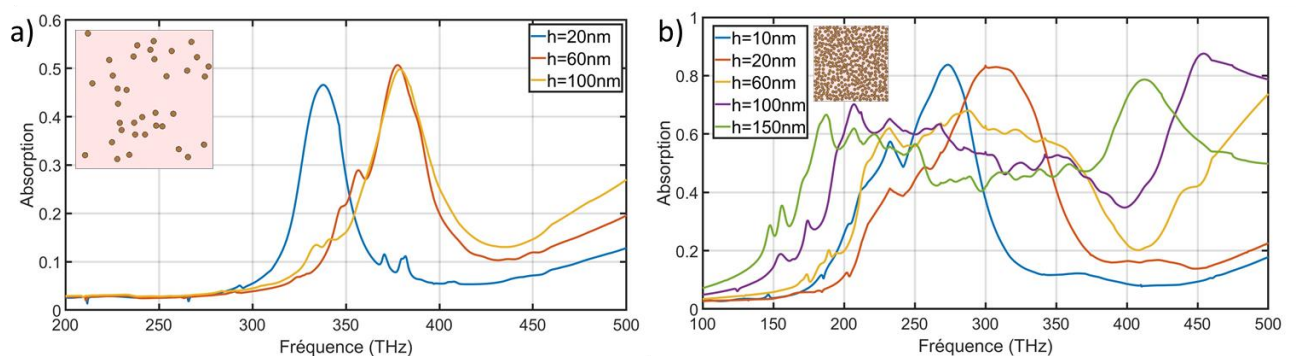 a)
0.6
0.5
0.4
0.3
0.2
0.1
0
Absorption
h=20nm
h=60nm
h=100nm
200
250
300
350
400
450
500
Fréquence (THz)
b)
1
0.8
0.6
0.4
0.2
0
Absorption
h=10nm
h=20nm
h=60nm
h=100nm
h=150nm
100
150
200
250
300
350
400
450
500
Fréquence (THz)